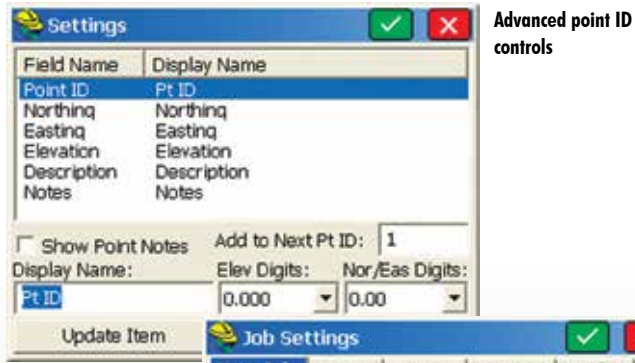 Settings
Advanced point ID
controls
Field Name Display Name
Point ID Pt ID
Northing Northing
Easting Easting
Elevation Elevation
Description Description
Notes Notes
Show Point Notes Add to Next Pt ID: 1
Display Name: Elev Digits: Nor/Eas Digits:
Pt ID 0.000 0.00
Update Item
Job Settings